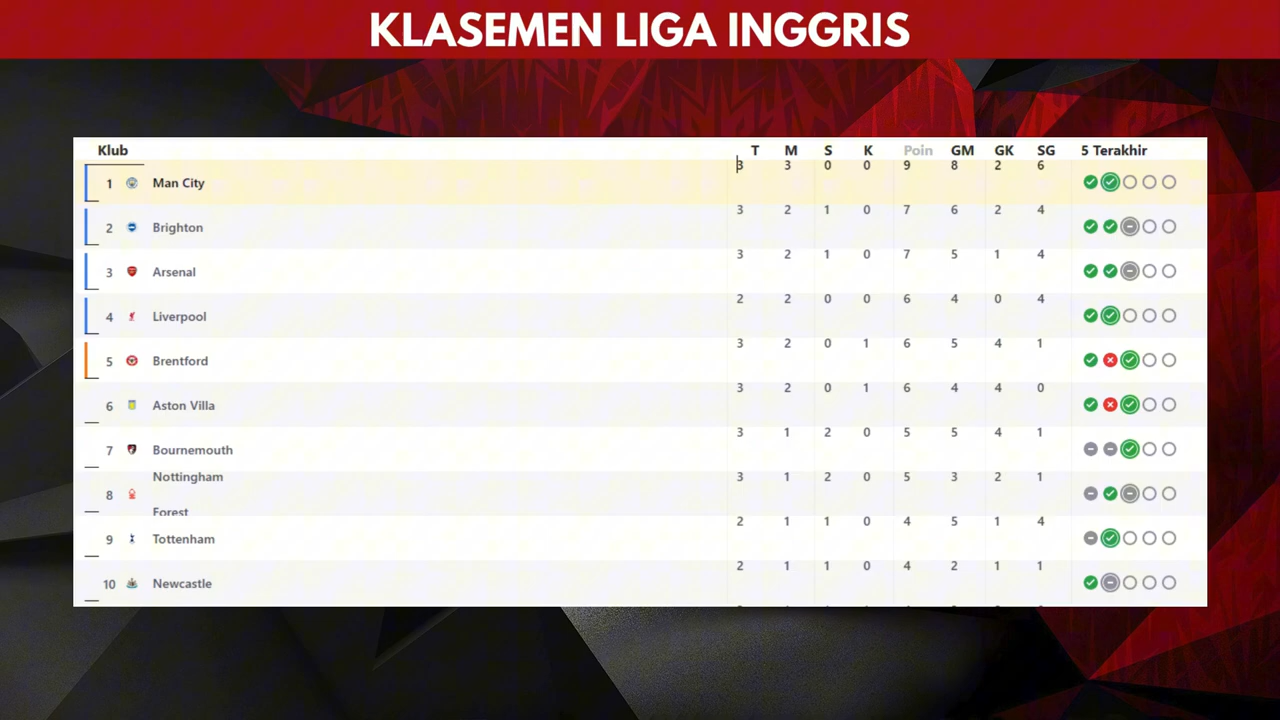 KLASEMEN LIGA INGGRIS
Klub T M S K Poin GM GK SG 5 Terakhir
1 Man City 3 3 0 0 9 8 2 6
2 Brighton 3 2 1 0 7 6 2 4
3 Arsenal 3 2 1 0 7 5 1 4
4 Liverpool 2 2 0 0 6 4 0 4
5 Brentford 3 2 0 1 6 5 4 1
6 Aston Villa 3 2 0 1 6 4 4 0
7 Bournemouth 3 1 2 0 5 5 4 1
8 Nottingham Forest 3 1 2 0 5 3 2 1
9 Tottenham 2 1 1 0 4 5 1 4
10 Newcastle 2 1 1 0 4 2 1 1